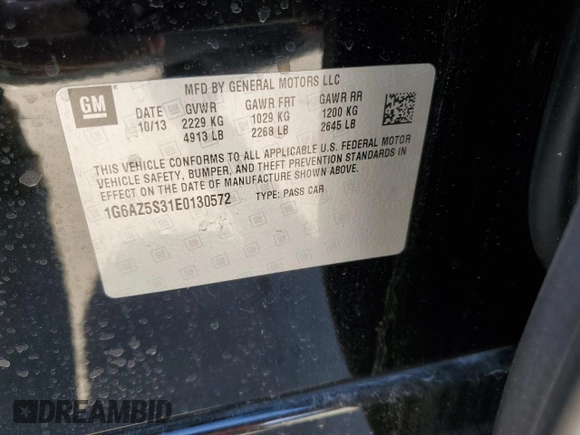 MFD BY GENERAL MOTORS LLC
GM
DATE GVWR GAWR FRT GAWR RR
10/13 2229 KG 1029 KG 1200 KG
4913 LB 2268 LB 2645 LB
THIS VEHICLE CONFORMS TO ALL APPLICABLE U.S. FEDERAL MOTOR
VEHICLE SAFETY, BUMPER, AND THEFT PREVENTION STANDARDS IN
EFFECT ON THE DATE OF MANUFACTURE SHOWN ABOVE.
1G6AZ5S31E0130572 TYPE: PASS CAR
DREAMBID